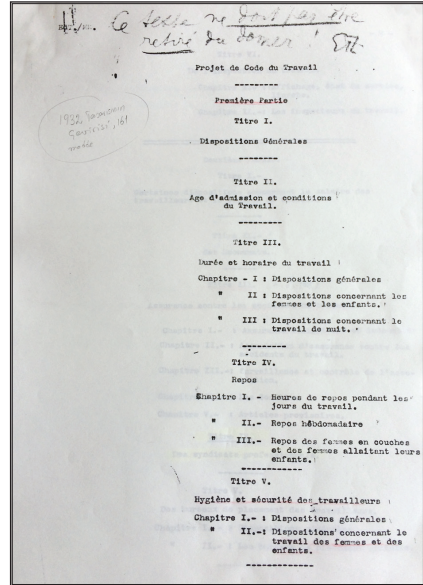 Ce texte ne doit pas être
retiré du dossier !
Projet de Code du Travail
Première Partie
Titre I.
1932,
161
Dispositions Générales
Titre II.
Age d'admission et conditions
du Travail.
Titre III.
Durée et horaire du travail
Chapitre - I : Dispositions générales
" II : Dispositions concernant les
femmes et les enfants.
" III : Dispositions concernant le
travail de nuit.
Titre IV.
Repos
Chapitre I. - Heures de repos pendant les
jours du travail.
" II.- Repos hébdomadaire
" III.- Repos des femmes en couches
et des femmes allaitant leurs
enfants.
Titre V.
Hygiène et sécurité des travailleurs
Chapitre I.- : Dispositions générales
" II.-: Dispositions concernant le
travail des femmes et des
enfants.